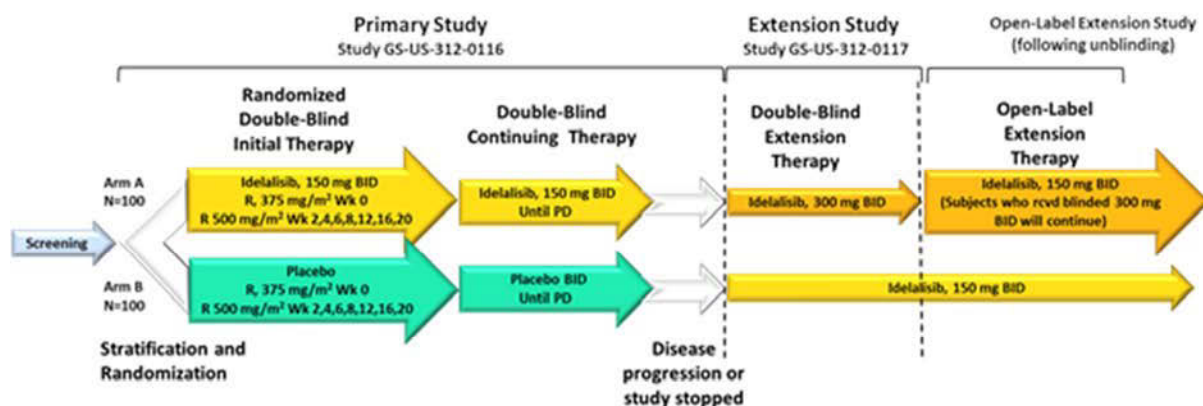 Primary Study
Study GS-US-312-0116
Extension Study
Study GS-US-312-0117
Open-Label Extension Study
(following unblinding)
Randomized
Double-Blind
Initial Therapy
Double-Blind
Continuing Therapy
Double-Blind
Extension
Therapy
Open-Label
Extension
Therapy
Screening
Arm A
N=100
Idelalisib, 150 mg BID
R, 375 mg/m² Wk 0
R 500 mg/m² Wk 2,4,6,8,12,16,20
Idelalisib, 150 mg BID
Until PD
Idelalisib, 300 mg BID
Idelalisib, 150 mg BID
(Subjects who rcvd blinded 300 mg
BID will continue)
Arm B
N=100
Placebo
R, 375 mg/m² Wk 0
R 500 mg/m² Wk 2,4,6,8,12,16,20
Placebo BID
Until PD
Idelalisib, 150 mg BID
Stratification and
Randomization
Disease
progression or
study stopped